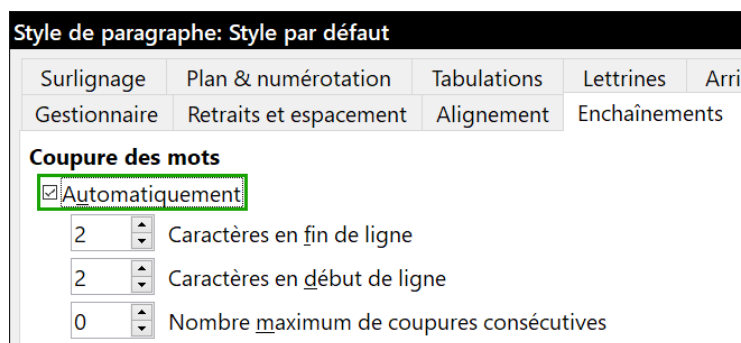 Style de paragraphe: Style par défaut
Surlignage Plan & numérotation Tabulations Lettrines Arri
Gestionnaire Retraits et espacement Alignement Enchaînements
Coupure des mots
Automatiquement
2 Caractères en fin de ligne
2 Caractères en début de ligne
0 Nombre maximum de coupures consécutives